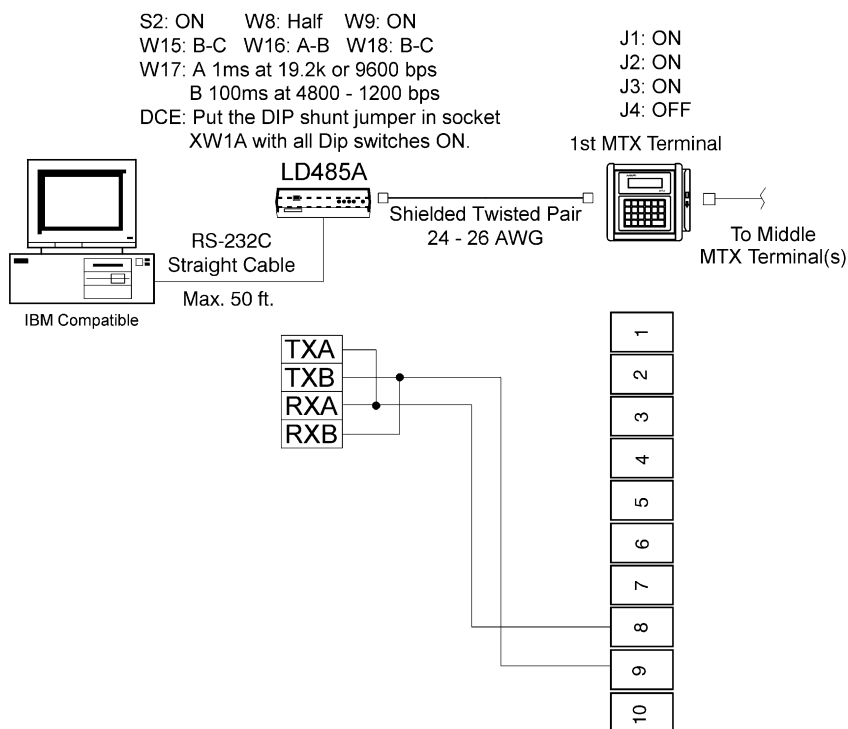 S2: ON W8: Half W9: ON
W15: B-C W16: A-B W18: B-C
W17: A 1ms at 19.2k or 9600 bps
B 100ms at 4800 - 1200 bps
DCE: Put the DIP shunt jumper in socket
XW1A with all Dip switches ON.
J1: ON
J2: ON
J3: ON
J4: OFF
1st MTX Terminal
LD485A
Shielded Twisted Pair
24 - 26 AWG
To Middle
MTX Terminal(s)
RS-232C
Straight Cable
Max. 50 ft.
IBM Compatible
TXA
TXB
RXA
RXB
1
2
3
4
5
6
7
8
9
10